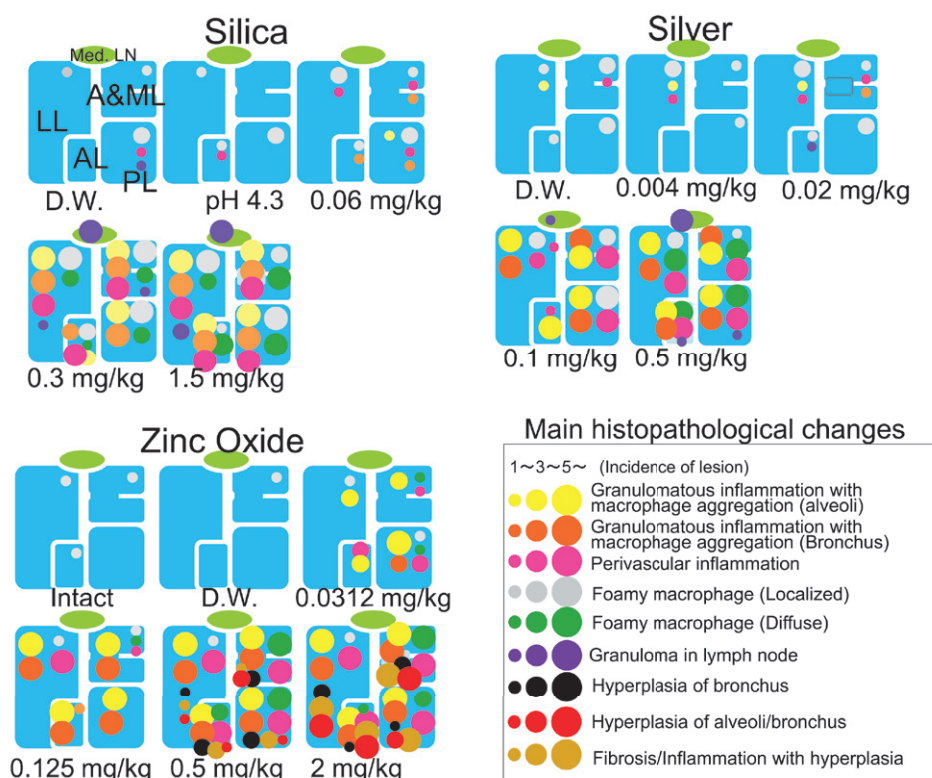 Silica
Med. LN
A&ML
LL
AL
PL
D.W.
pH 4.3
0.06 mg/kg
0.3 mg/kg
1.5 mg/kg
Silver
D.W.
0.004 mg/kg
0.02 mg/kg
0.1 mg/kg
0.5 mg/kg
Zinc Oxide
Intact
D.W.
0.0312 mg/kg
0.125 mg/kg
0.5 mg/kg
2 mg/kg
Main histopathological changes
1～3～5～ (Incidence of lesion)
Granulomatous inflammation with
macrophage aggregation (alveoli)
Granulomatous inflammation with
macrophage aggregation (Bronchus)
Perivascular inflammation
Foamy macrophage (Localized)
Foamy macrophage (Diffuse)
Granuloma in lymph node
Hyperplasia of bronchus
Hyperplasia of alveoli/bronchus
Fibrosis/Inflammation with hyperplasia